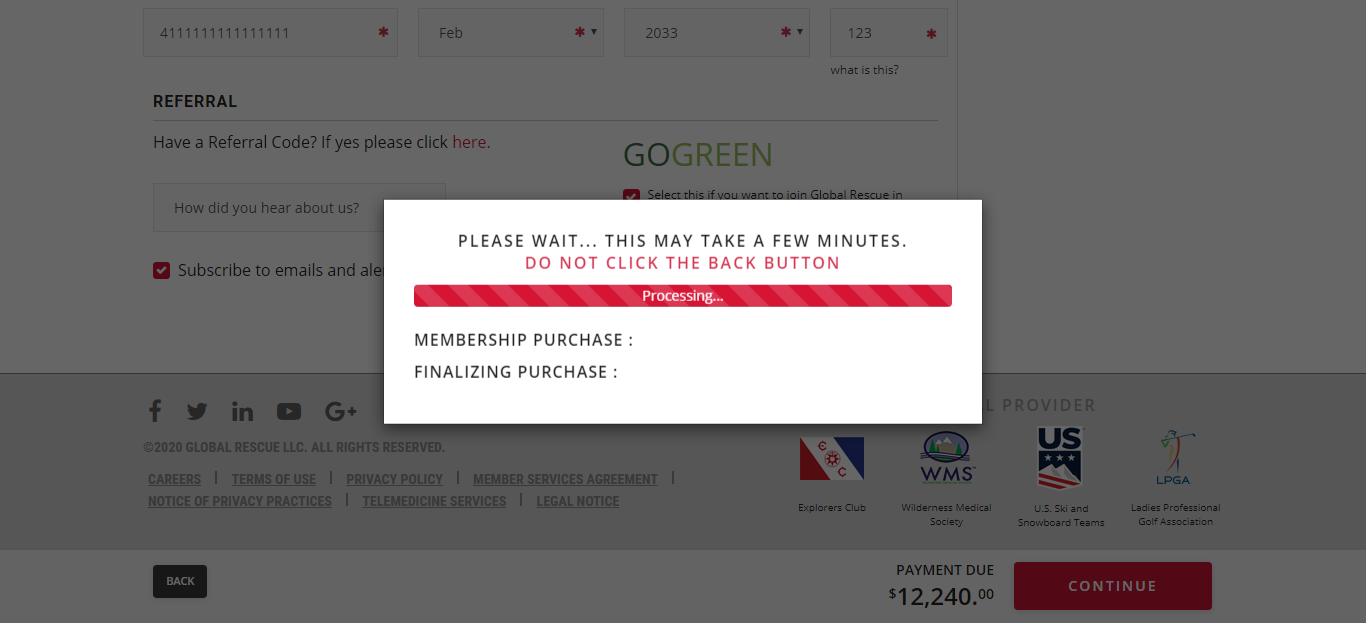 4111111111111111 * Feb * 2033 * 123 *
what is this?
REFERRAL
Have a Referral Code? If yes please click here.
GOGREEN
Select this if you want to join Global Rescue in
How did you hear about us?
PLEASE WAIT... THIS MAY TAKE A FEW MINUTES.
DO NOT CLICK THE BACK BUTTON
Processing...
Subscribe to emails and ale
MEMBERSHIP PURCHASE :
FINALIZING PURCHASE :
L PROVIDER
©2020 GLOBAL RESCUE LLC. ALL RIGHTS RESERVED.
CAREERS | TERMS OF USE | PRIVACY POLICY | MEMBER SERVICES AGREEMENT |
NOTICE OF PRIVACY PRACTICES | TELEMEDICINE SERVICES | LEGAL NOTICE
E C C
WMS
US
LPGA
Explorers Club
Wilderness Medical
Society
U.S. Ski and
Snowboard Teams
Ladies Professional
Golf Association
BACK
PAYMENT DUE
$12,240.00
CONTINUE